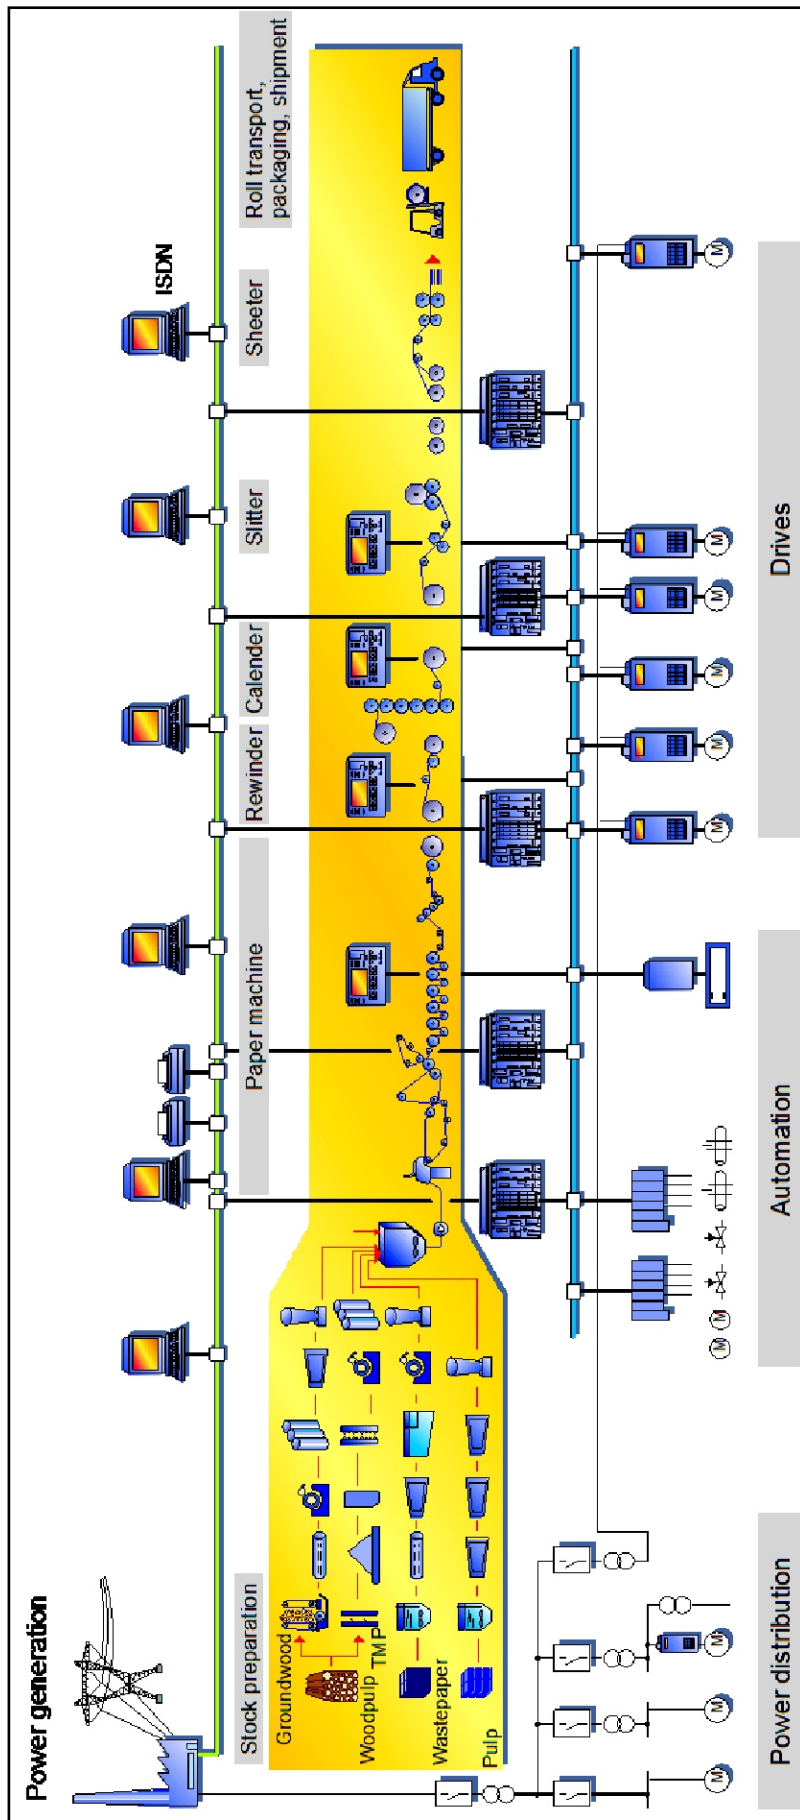 Power generation
ISDN
Stock preparation
Paper machine
Rewinder
Calender
Slitter
Sheeter
Roll transport,
packaging, shipment
Groundwood
Woodpulp
TMP
Wastepaper
Pulp
M
M
M
M
M
M
M
M
M
M
M
Power distribution
Automation
Drives